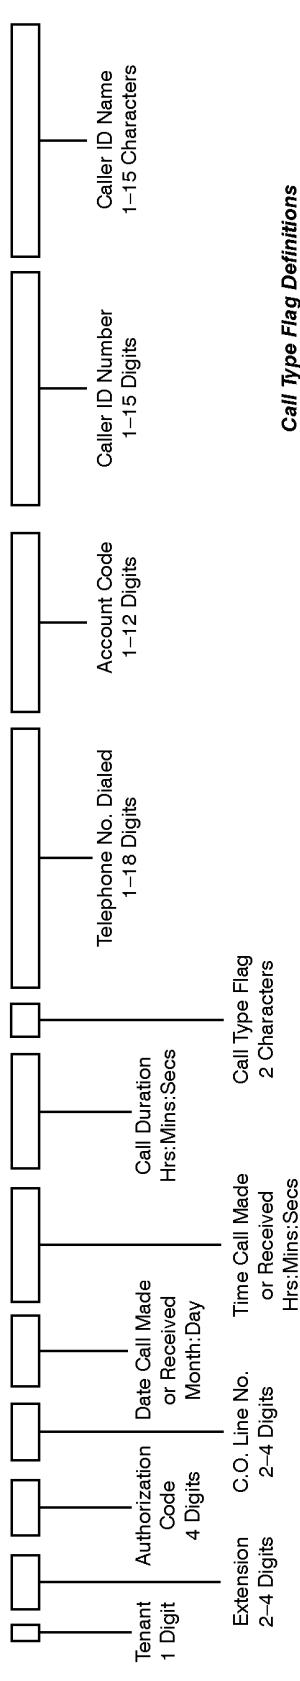 Tenant
1 Digit
Extension
2–4 Digits
Authorization
Code
4 Digits
C.O. Line No.
2–4 Digits
Date Call Made
or Received
Month:Day
Time Call Made
or Received
Hrs:Mins:Secs
Call Duration
Hrs:Mins:Secs
Call Type Flag
2 Characters
Telephone No. Dialed
1–18 Digits
Account Code
1–12 Digits
Caller ID Number
1–15 Digits
Caller ID Name
1–15 Characters
Call Type Flag Definitions